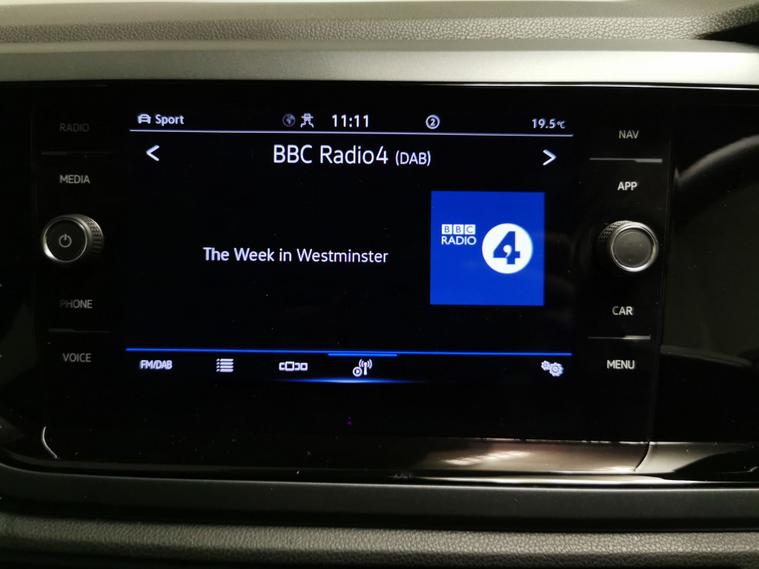 RADIO
MEDIA
PHONE
VOICE
Sport
11:11
2
19.5°C
< BBC Radio4 (DAB) >
The Week in Westminster
BBC
RADIO
4
FM/DAB
NAV
APP
CAR
MENU